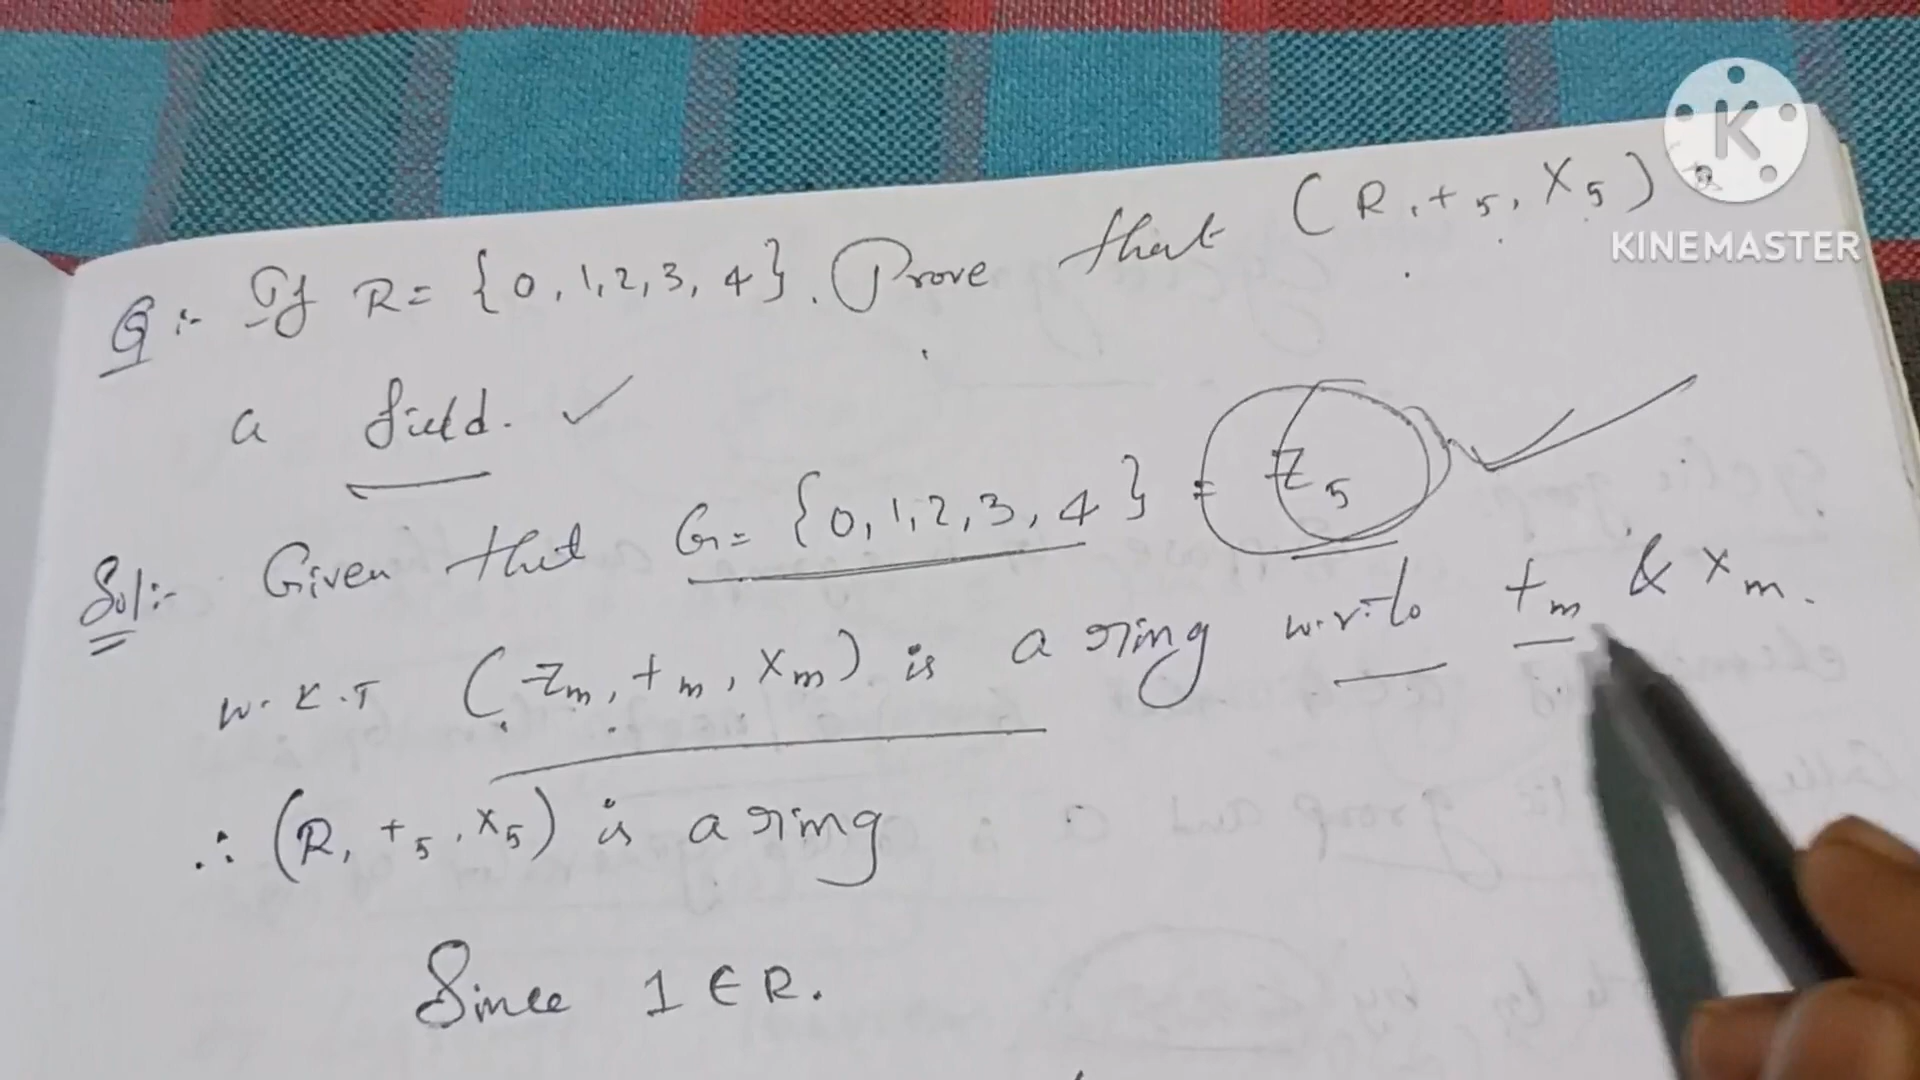 Q:- If R = {0, 1, 2, 3, 4}. Prove that (R, +5, X5)
a field. ✓
Sol:- Given that G = {0, 1, 2, 3, 4} = Z5
w.K.T (Zm, +m, Xm) is a ring w.r.to +m & Xm.
∴ (R, +5, X5) is a ring
Since 1 ∈ R.
K
KINEMASTER